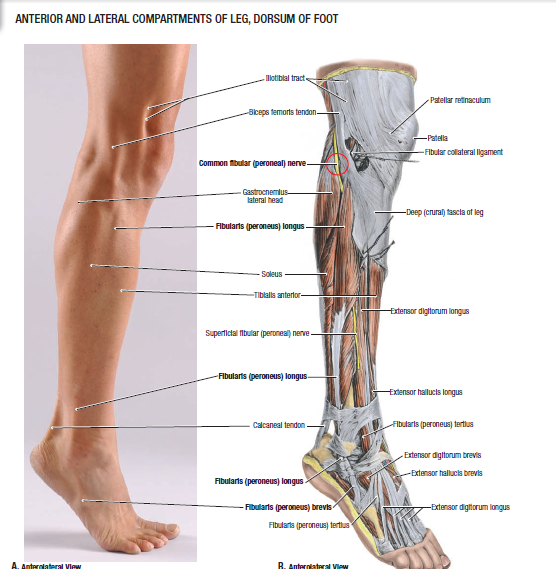 ANTERIOR AND LATERAL COMPARTMENTS OF LEG, DORSUM OF FOOT
Iliotibial tract
Patellar retinaculum
Biceps femoris tendon
Patella
Fibular collateral ligament
Common fibular (peroneal) nerve
Gastrocnemius
lateral head
Deep (crural) fascia of leg
Fibularis (peroneus) longus
Soleus
Tibialis anterior
Extensor digitorum longus
Superficial fibular (peroneal) nerve
Fibularis (peroneus) longus
Extensor hallucis longus
Calcaneal tendon
Fibularis (peroneus) tertius
Extensor digitorum brevis
Extensor hallucis brevis
Fibularis (peroneus) longus
Fibularis (peroneus) brevis
Extensor digitorum longus
Fibularis (peroneus) tertius
A. Anterolateral View
B. Anterolateral View